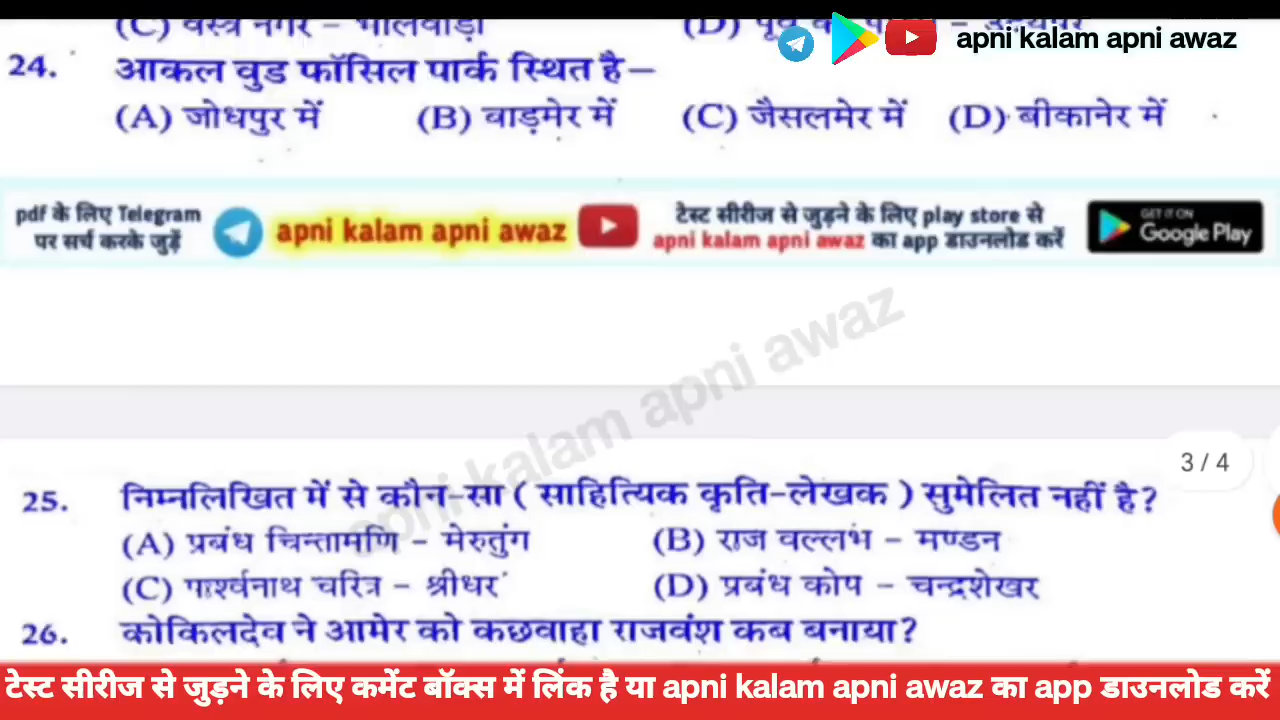 (C) वस्त्र नगर – भीलवाड़ा (D) पूर्व का
apni kalam apni awaz
24. आकल वुड फॉसिल पार्क स्थित है–
(A) जोधपुर में (B) बाड़मेर में (C) जैसलमेर में (D) बीकानेर में
pdf के लिए Telegram
पर सर्च करके जुड़ें
apni kalam apni awaz
टेस्ट सीरीज से जुड़ने के लिए play store से
apni kalam apni awaz का app डाउनलोड करें
GET IT ON
Google Play
apni kalam apni awaz
3 / 4
25. निम्नलिखित में से कौन-सा ( साहित्यिक कृति-लेखक ) सुमेलित नहीं है?
(A) प्रबंध चिन्तामणि – मेरुतुंग (B) राज वल्लभ – मण्डन
(C) पार्श्वनाथ चरित्र – श्रीधर (D) प्रबंध कोष – चन्द्रशेखर
26. कोकिलदेव ने आमेर को कछवाहा राजवंश कब बनाया?
टेस्ट सीरीज से जुड़ने के लिए कमेंट बॉक्स में लिंक है या apni kalam apni awaz का app डाउनलोड करें